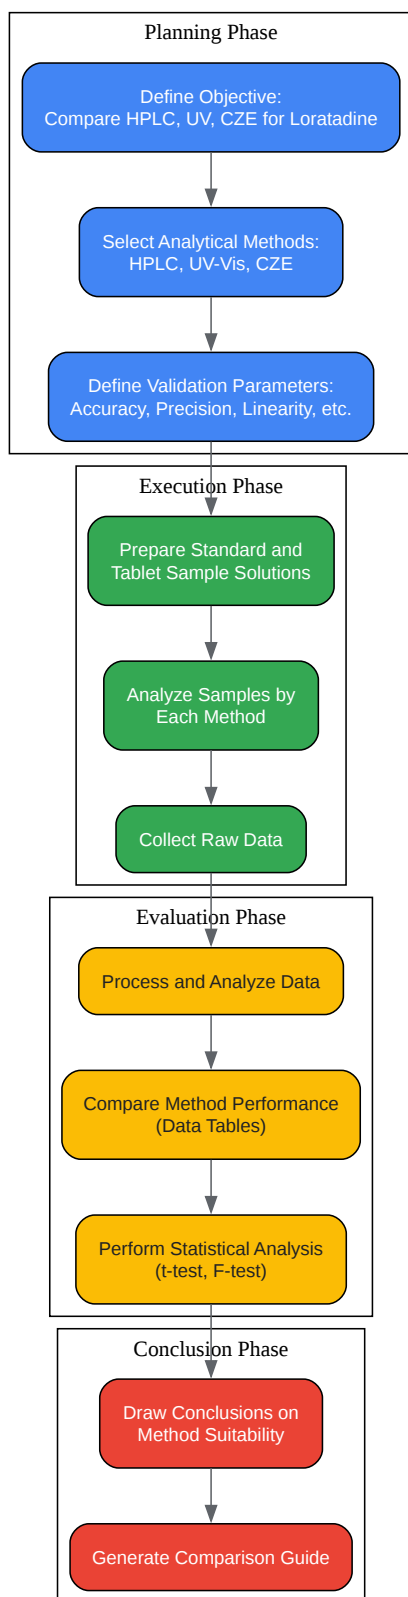 Planning Phase
Define Objective:
Compare HPLC, UV, CZE for Loratadine
Select Analytical Methods:
HPLC, UV-Vis, CZE
Define Validation Parameters:
Accuracy, Precision, Linearity, etc.
Execution Phase
Prepare Standard and
Tablet Sample Solutions
Analyze Samples by
Each Method
Collect Raw Data
Evaluation Phase
Process and Analyze Data
Compare Method Performance
(Data Tables)
Perform Statistical Analysis
(t-test, F-test)
Conclusion Phase
Draw Conclusions on
Method Suitability
Generate Comparison Guide